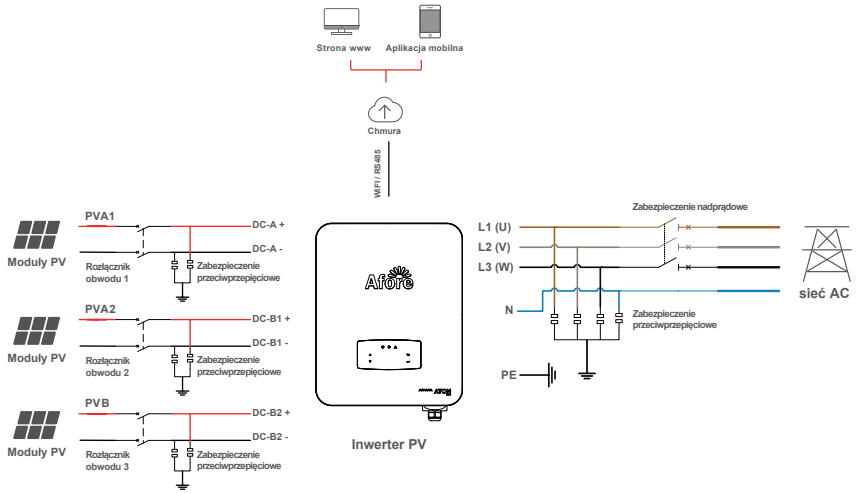 Strona www
Aplikacja mobilna
Chmura
WIFI / RS485
PVA1
DC-A +
DC-A -
Moduły PV
Rozłącznik
obwodu 1
Zabezpieczenie
przeciwprzepięciowe
PVA2
DC-B1 +
DC-B1 -
Moduły PV
Rozłącznik
obwodu 2
Zabezpieczenie
przeciwprzepięciowe
PVB
DC-B2 +
DC-B2 -
Moduły PV
Rozłącznik
obwodu 3
Zabezpieczenie
przeciwprzepięciowe
Afore
Inwerter PV
Zabezpieczenie nadprądowe
L1 (U)
L2 (V)
L3 (W)
N
Zabezpieczenie
przeciwprzepięciowe
PE
sieć AC